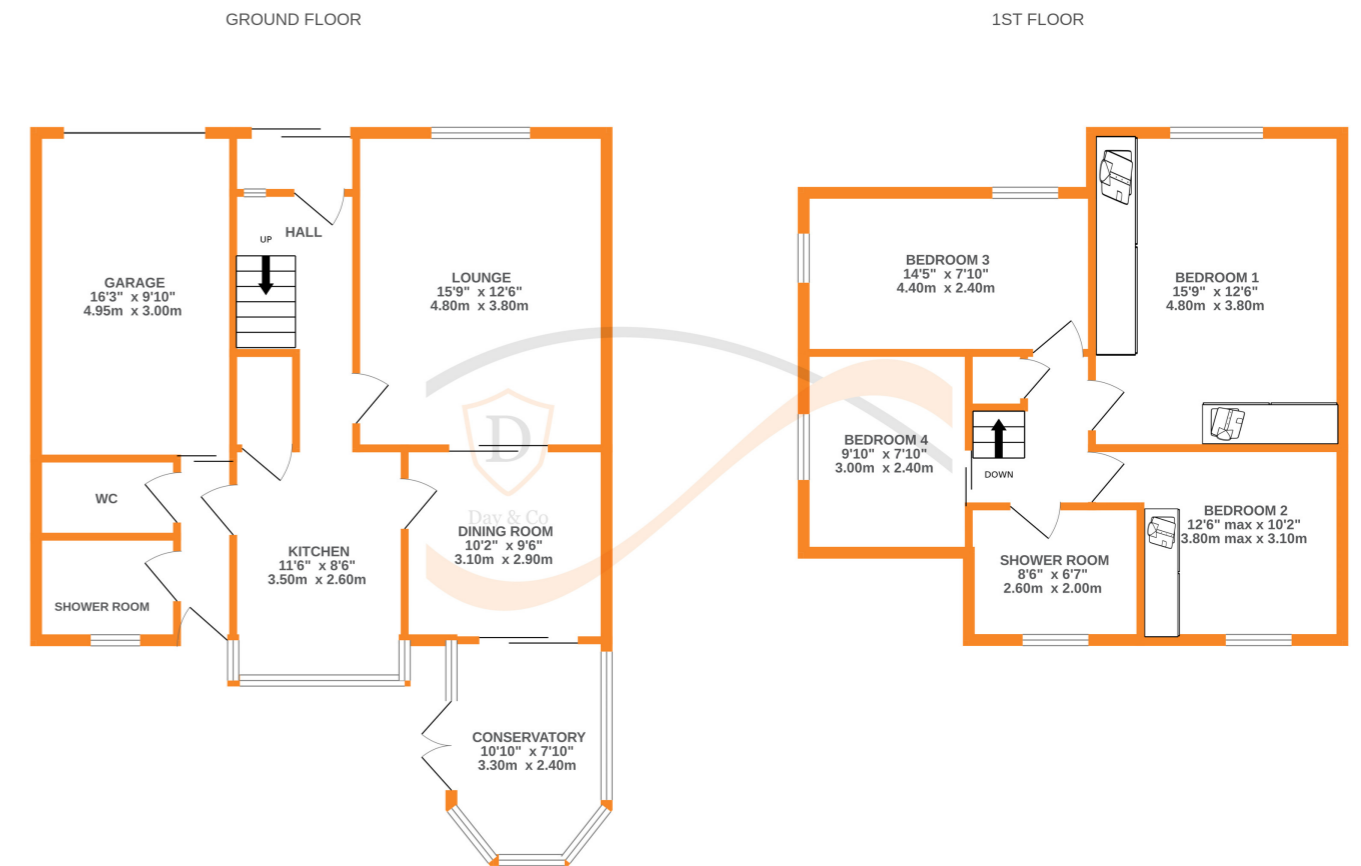 GROUND FLOOR
1ST FLOOR
GARAGE
16'3" x 9'10"
4.95m x 3.00m
UP
HALL
LOUNGE
15'9" x 12'6"
4.80m x 3.80m
WC
SHOWER ROOM
KITCHEN
11'6" x 8'6"
3.50m x 2.60m
D
Day & Co
DINING ROOM
10'2" x 9'6"
3.10m x 2.90m
CONSERVATORY
10'10" x 7'10"
3.30m x 2.40m
BEDROOM 3
14'5" x 7'10"
4.40m x 2.40m
BEDROOM 1
15'9" x 12'6"
4.80m x 3.80m
BEDROOM 4
9'10" x 7'10"
3.00m x 2.40m
DOWN
BEDROOM 2
12'6" max x 10'2"
3.80m max x 3.10m
SHOWER ROOM
8'6" x 6'7"
2.60m x 2.00m